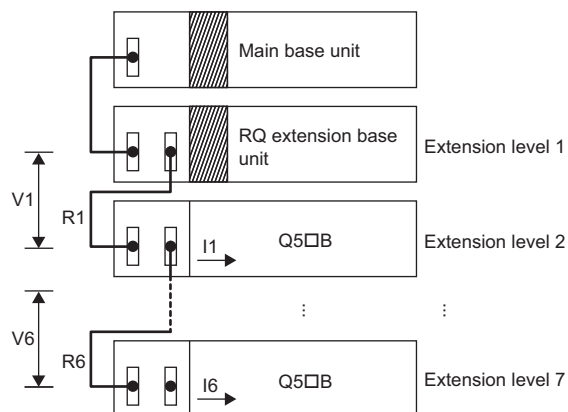 Main base unit
RQ extension base
unit
Extension level 1
V1
R1
I1
Q5□B
Extension level 2
⋮
⋮
V6
R6
I6
Q5□B
Extension level 7